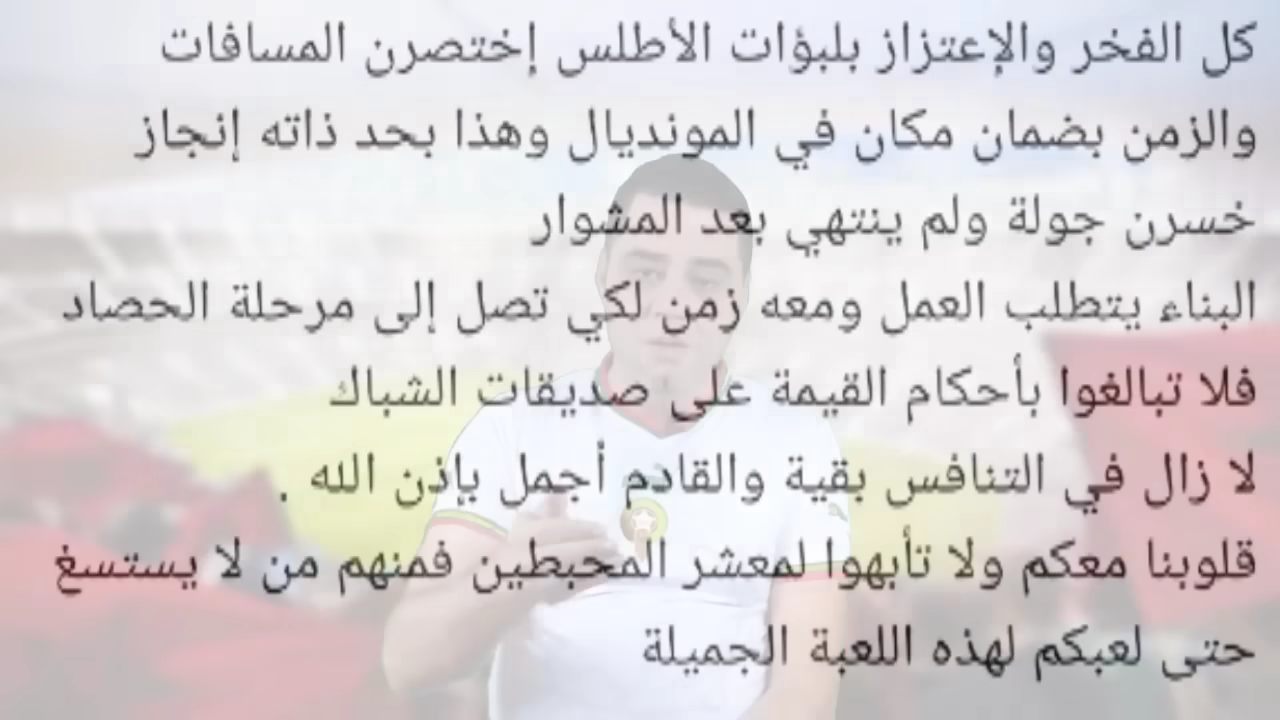 كل الفخر والإعتزاز بلبؤات الأطلس إختصرن المسافات
والزمن بضمان مكان في المونديال وهذا بحد ذاته إنجاز
خسرن جولة ولم ينتهي بعد المشوار
البناء يتطلب العمل ومعه زمن لكي تصل إلى مرحلة الحصاد
فلا تبالغوا بأحكام القيمة على صديقات الشباك
لا زال في التنافس بقية والقادم أجمل بإذن الله .
قلوبنا معكم ولا تأبهوا لمعشر المحبطين فمنهم من لا يستسغ
حتى لعبكم لهذه اللعبة الجميلة